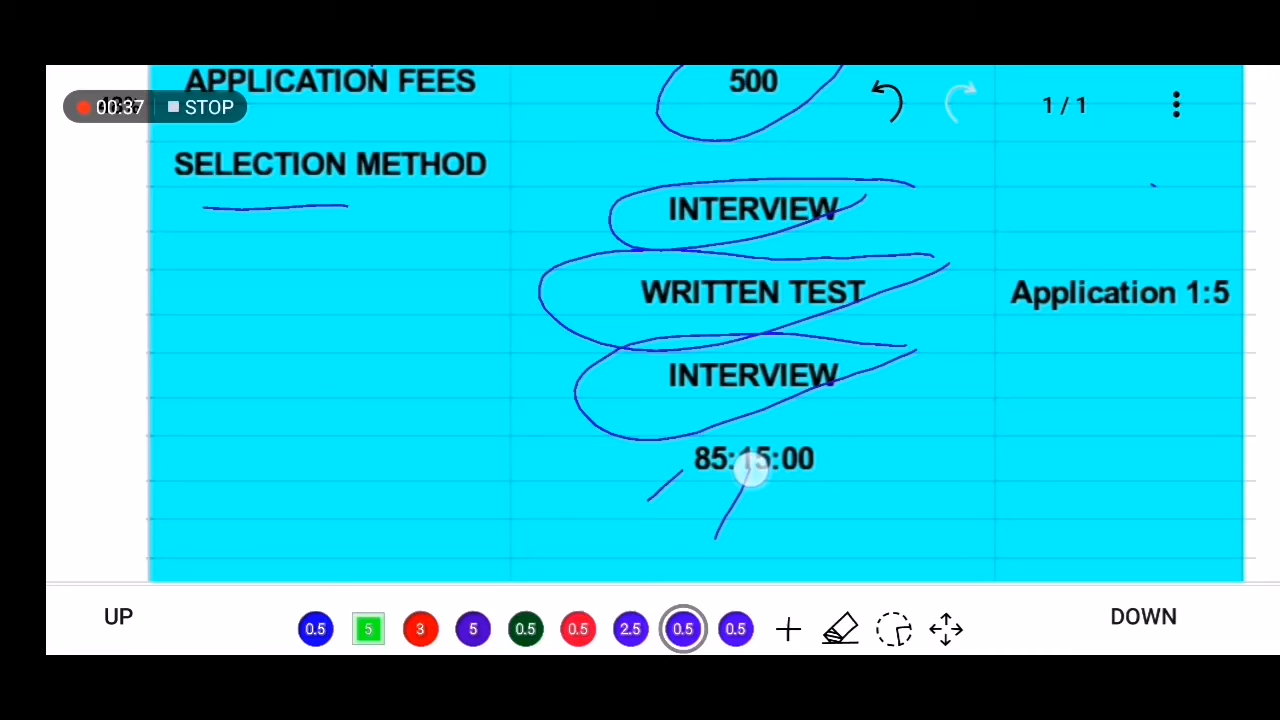 APPLICATION FEES 500
00:37 STOP 1 / 1
SELECTION METHOD
INTERVIEW
WRITTEN TEST Application 1:5
INTERVIEW
85:15:00
UP 0.5 5 3 5 0.5 0.5 2.5 0.5 0.5 DOWN